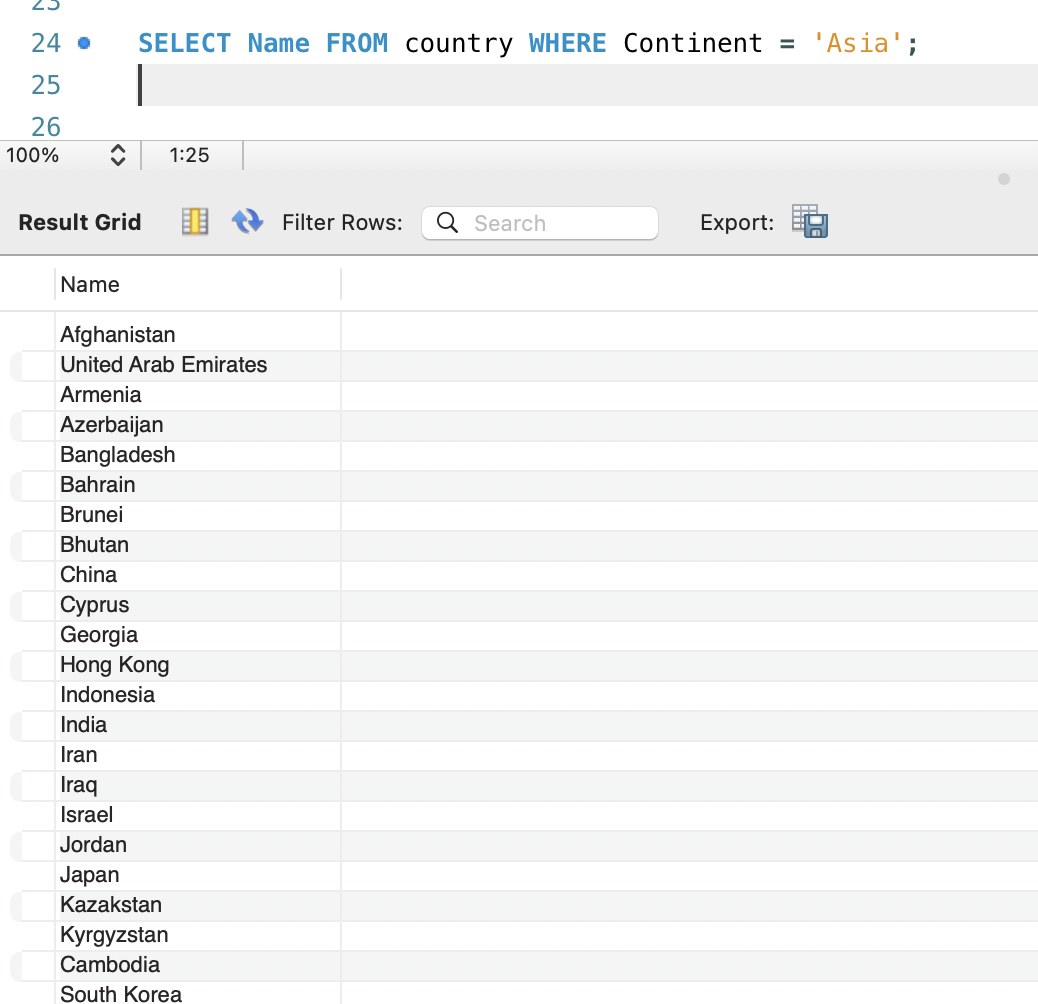 23
24 SELECT Name FROM country WHERE Continent = 'Asia';
25
26
100% 1:25
Result Grid Filter Rows: Search Export:
Name
Afghanistan
United Arab Emirates
Armenia
Azerbaijan
Bangladesh
Bahrain
Brunei
Bhutan
China
Cyprus
Georgia
Hong Kong
Indonesia
India
Iran
Iraq
Israel
Jordan
Japan
Kazakstan
Kyrgyzstan
Cambodia
South Korea